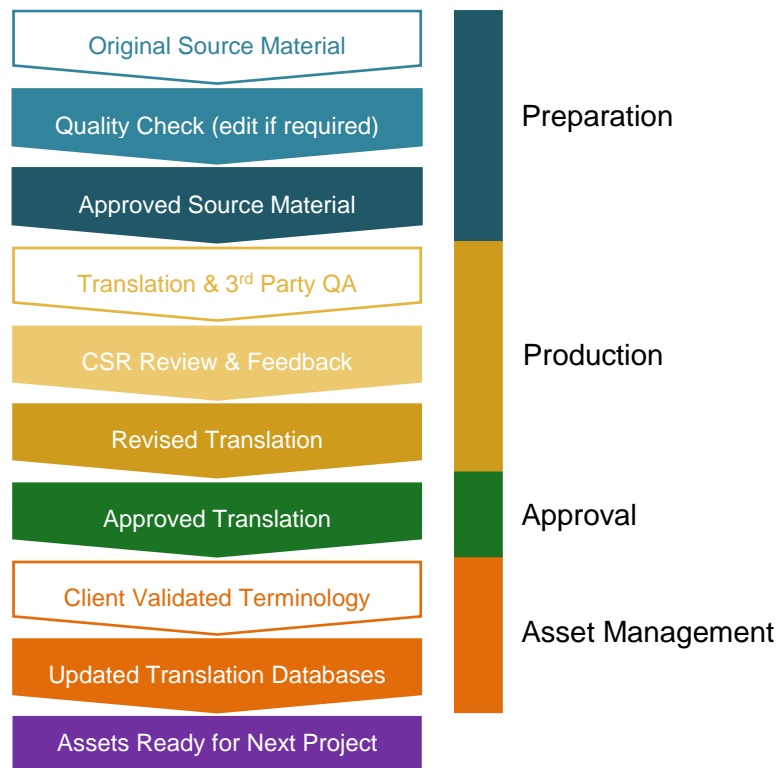 Original Source Material
Quality Check (edit if required)
Preparation
Approved Source Material
Translation & 3rd Party QA
CSR Review & Feedback
Production
Revised Translation
Approved Translation
Approval
Client Validated Terminology
Asset Management
Updated Translation Databases
Assets Ready for Next Project